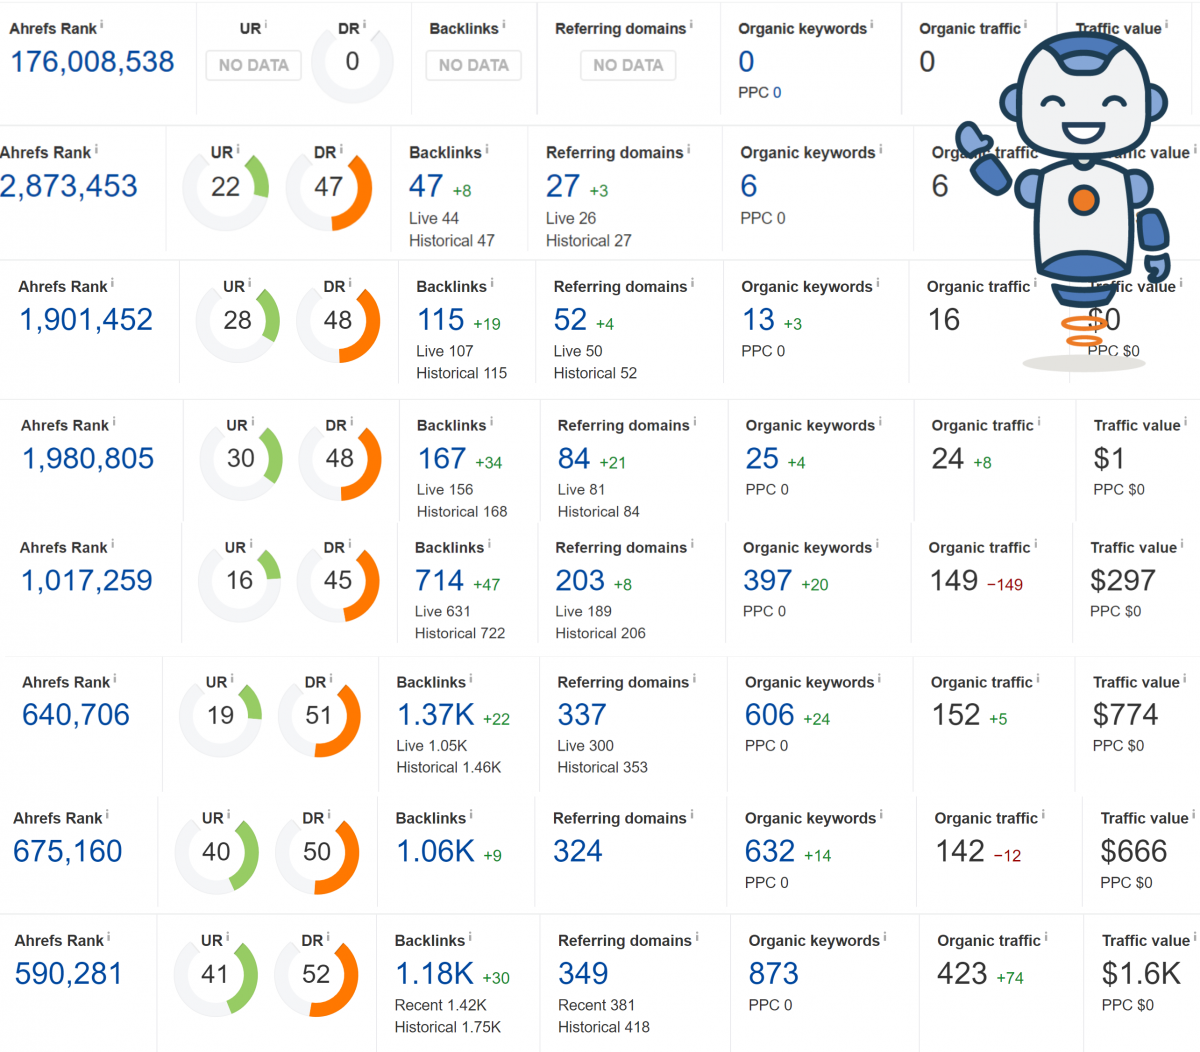 Ahrefs Rank i UR i DR i Backlinks i Referring domains i Organic keywords i Organic traffic i Traffic value i
176,008,538 NO DATA 0 NO DATA NO DATA 0 0
PPC 0
Ahrefs Rank i UR i DR i Backlinks i Referring domains i Organic keywords i Organic traffic i Traffic value i
2,873,453 22 47 47 +8 27 +3 6 6
Live 44 Live 26 PPC 0
Historical 47 Historical 27
Ahrefs Rank i UR i DR i Backlinks i Referring domains i Organic keywords i Organic traffic i Traffic value i
1,901,452 28 48 115 +19 52 +4 13 +3 16 $0
Live 107 Live 50 PPC 0 PPC $0
Historical 115 Historical 52
Ahrefs Rank i UR i DR i Backlinks i Referring domains i Organic keywords i Organic traffic i Traffic value i
1,980,805 30 48 167 +34 84 +21 25 +4 24 +8 $1
Live 156 Live 81 PPC 0 PPC $0
Historical 168 Historical 84
Ahrefs Rank i UR i DR i Backlinks i Referring domains i Organic keywords i Organic traffic i Traffic value i
1,017,259 16 45 714 +47 203 +8 397 +20 149 −149 $297
Live 631 Live 189 PPC 0 PPC $0
Historical 722 Historical 206
Ahrefs Rank i UR i DR i Backlinks i Referring domains i Organic keywords i Organic traffic i Traffic value i
640,706 19 51 1.37K +22 337 606 +24 152 +5 $774
Live 1.05K Live 300 PPC 0 PPC $0
Historical 1.46K Historical 353
Ahrefs Rank i UR i DR i Backlinks i Referring domains i Organic keywords i Organic traffic i Traffic value i
675,160 40 50 1.06K +9 324 632 +14 142 −12 $666
PPC 0 PPC $0
Ahrefs Rank i UR i DR i Backlinks i Referring domains i Organic keywords i Organic traffic i Traffic value i
590,281 41 52 1.18K +30 349 873 423 +74 $1.6K
Recent 1.42K Recent 381 PPC 0 PPC $0
Historical 1.75K Historical 418